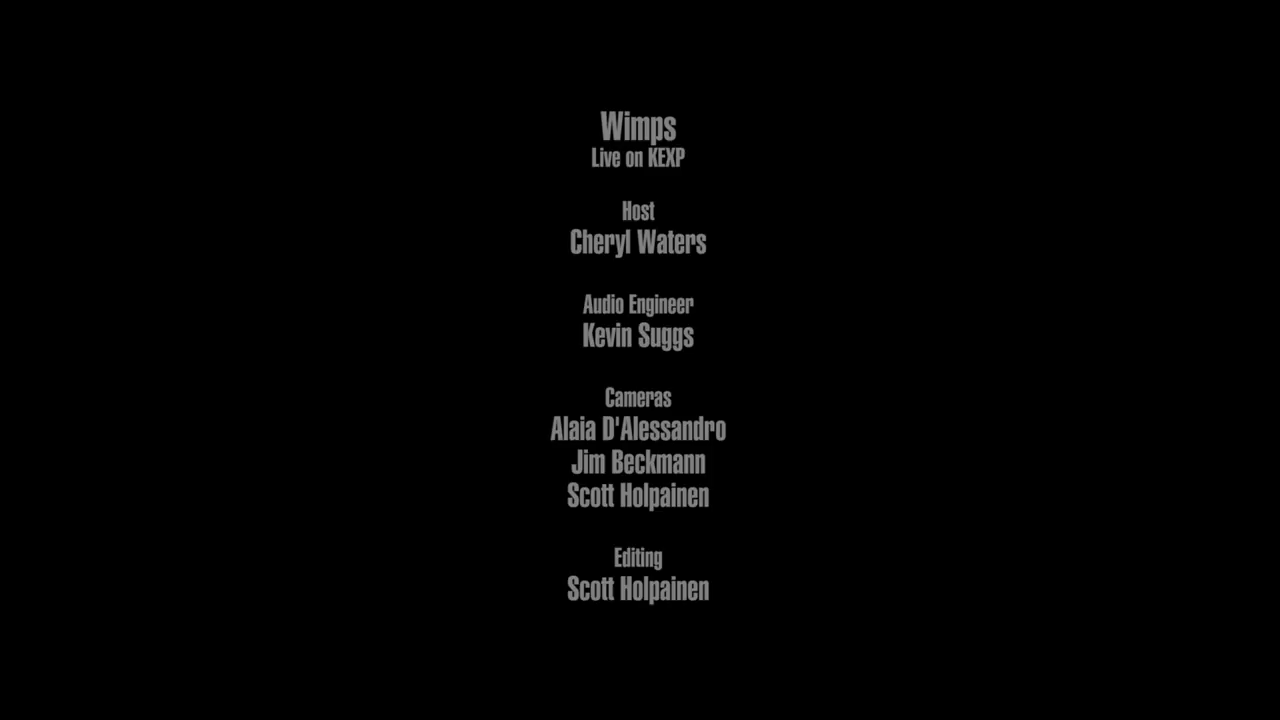 Wimps
Live on KEXP
Host
Cheryl Waters
Audio Engineer
Kevin Suggs
Cameras
Alaia D'Alessandro
Jim Beckmann
Scott Holpainen
Editing
Scott Holpainen